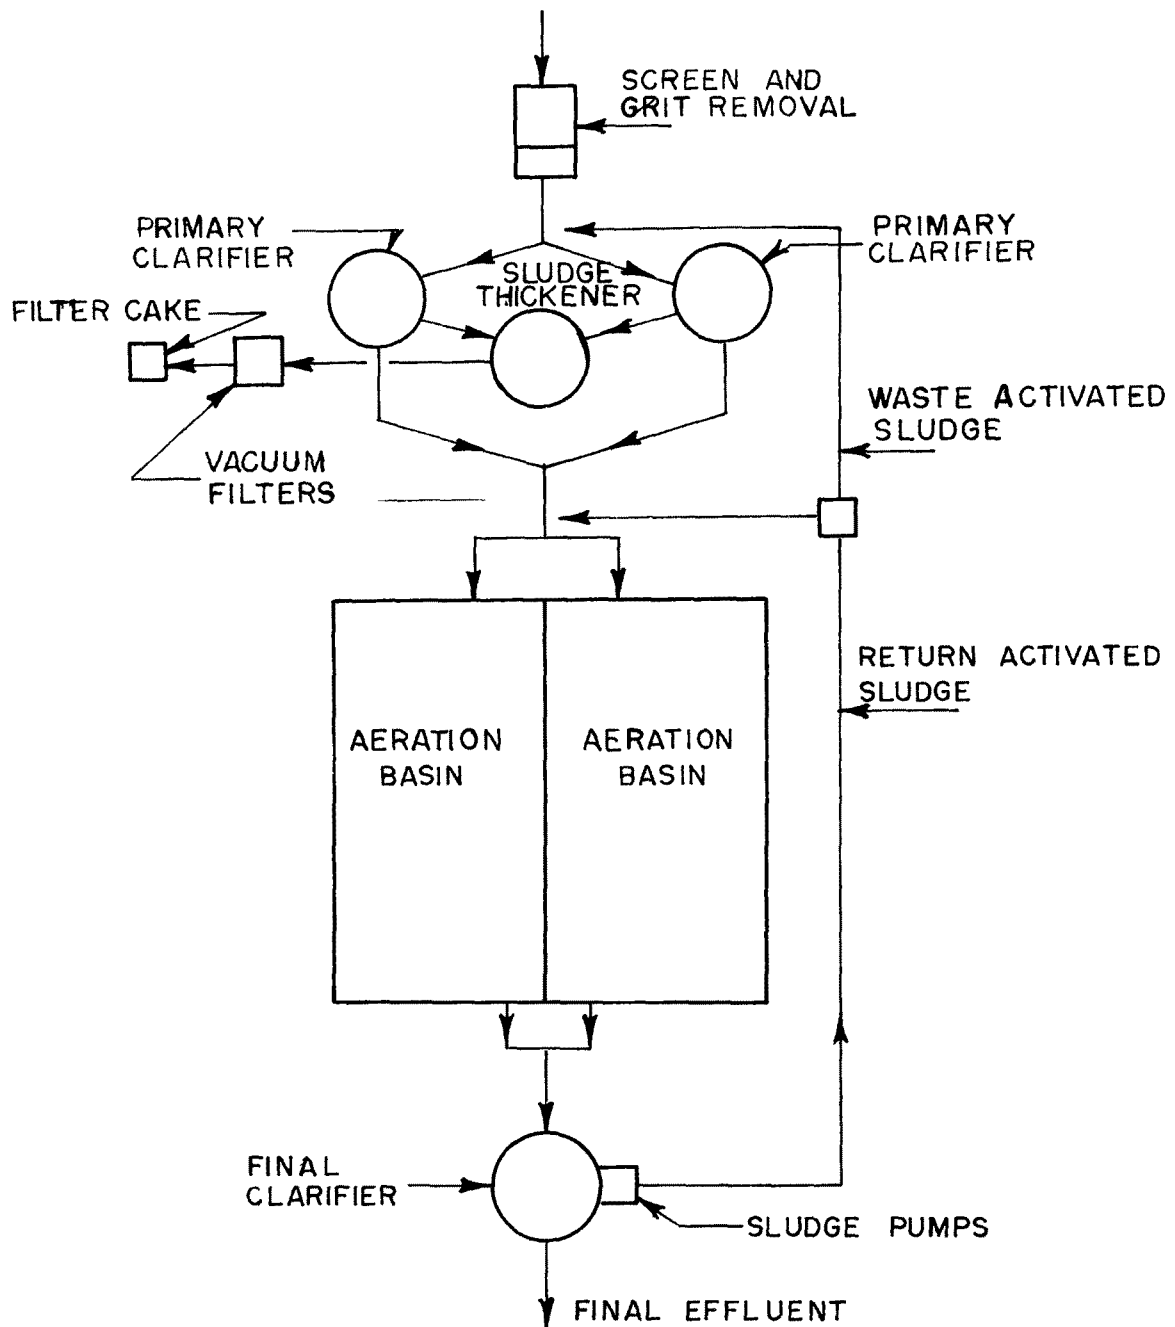 SCREEN AND
GRIT REMOVAL
PRIMARY
CLARIFIER
PRIMARY
CLARIFIER
SLUDGE
THICKENER
FILTER CAKE
WASTE ACTIVATED
SLUDGE
VACUUM
FILTERS
RETURN ACTIVATED
SLUDGE
AERATION
BASIN
AERATION
BASIN
FINAL
CLARIFIER
SLUDGE PUMPS
FINAL EFFLUENT